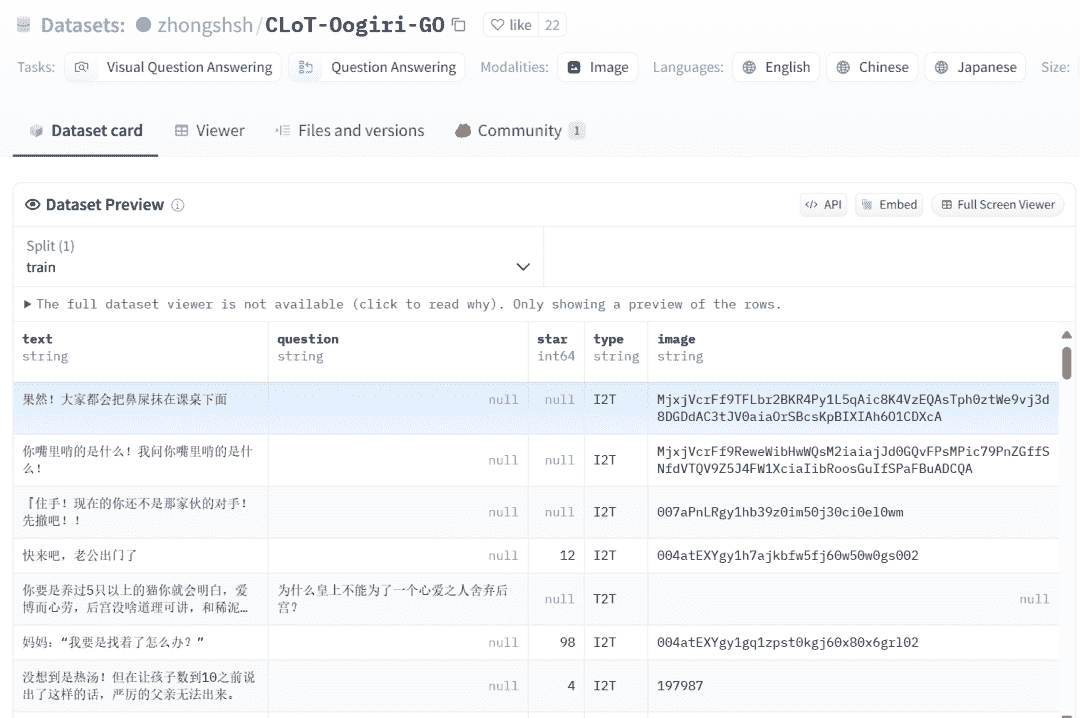 Datasets: zhongshsh/CLoT-Oogiri-GO like 22
Tasks: Visual Question Answering Question Answering Modalities: Image Languages: English Chinese Japanese Size:
Dataset card Viewer Files and versions Community 1
Dataset Preview
API Embed Full Screen Viewer
Split (1)
train
The full dataset viewer is not available (click to read why). Only showing a preview of the rows.
text question star type image
string string int64 string string
果然！大家都会把鼻屎抹在课桌下面 null null I2T MjxjVcrFf9TFLbr2BKR4Py1L5qAic8K4VzEQAsTph0ztWe9vj3d
8DGDdAC3tJV0aiaOrSBcsKpBIXIAh6O1CDXcA
你嘴里啃的是什么！我问你嘴里啃的是什 null null I2T MjxjVcrFf9ReweWibHwWQsM2iaiajJd0GQvFPsMPic79PnZGffS
么！ NfdVTQV9Z5J4FW1XciaIibRoosGuIfSPaFBuADCQA
『住手！现在的你还不是那家伙的对手！ null null I2T 007aPnLRgy1hb39z0im50j30ci0el0wm
先撤吧！！
快来吧，老公出门了 null 12 I2T 004atEXYgy1h7ajkbfw5fj60w50w0gs002
你要是养过5只以上的猫你就会明白，爱 为什么皇上不能为了一个心爱之人舍弃后 null T2T null
博而心劳，后宫没啥道理可讲，和稀泥… 宫？
妈妈：“我要是找着了怎么办？” null 98 I2T 004atEXYgy1gq1zpst0kgj60x80x6grl02
没想到是热汤！但在让孩子数到10之前说 null 4 I2T 197987
出了这样的话，严厉的父亲无法出来。